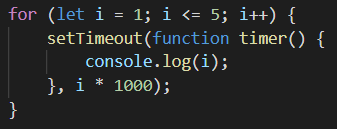 for (let i = 1; i <= 5; i++) {
    setTimeout(function timer() {
        console.log(i);
    }, i * 1000);
}